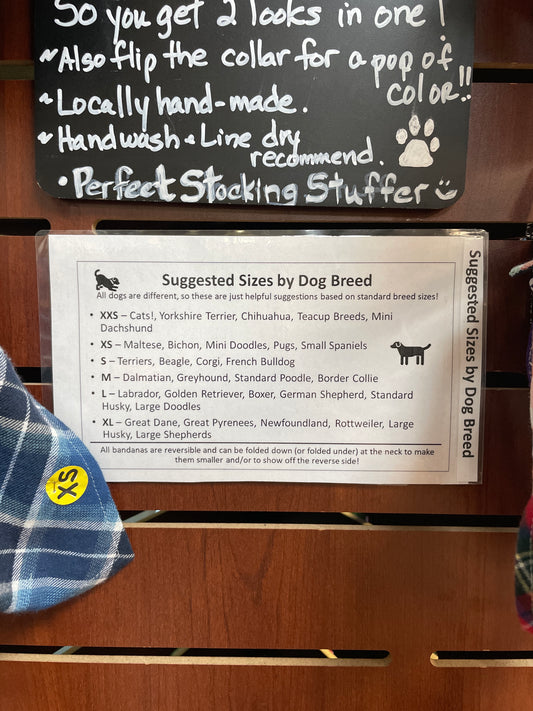 So you get 2 looks in one!
~Also flip the collar for a pop of
color!!
~Locally hand-made.
~Handwash & Line dry
recommend.
•Perfect Stocking Stuffer
Suggested Sizes by Dog Breed
All dogs are different, so these are just helpful suggestions based on standard breed sizes!
• XXS – Cats!, Yorkshire Terrier, Chihuahua, Teacup Breeds, Mini
Dachshund
• XS – Maltese, Bichon, Mini Doodles, Pugs, Small Spaniels
• S – Terriers, Beagle, Corgi, French Bulldog
• M – Dalmatian, Greyhound, Standard Poodle, Border Collie
• L – Labrador, Golden Retriever, Boxer, German Shepherd, Standard
Husky, Large Doodles
• XL – Great Dane, Great Pyrenees, Newfoundland, Rottweiler, Large
Husky, Large Shepherds
All bandanas are reversible and can be folded down (or folded under) at the neck to make
them smaller and/or to show off the reverse side!
Suggested Sizes by Dog Breed
XS